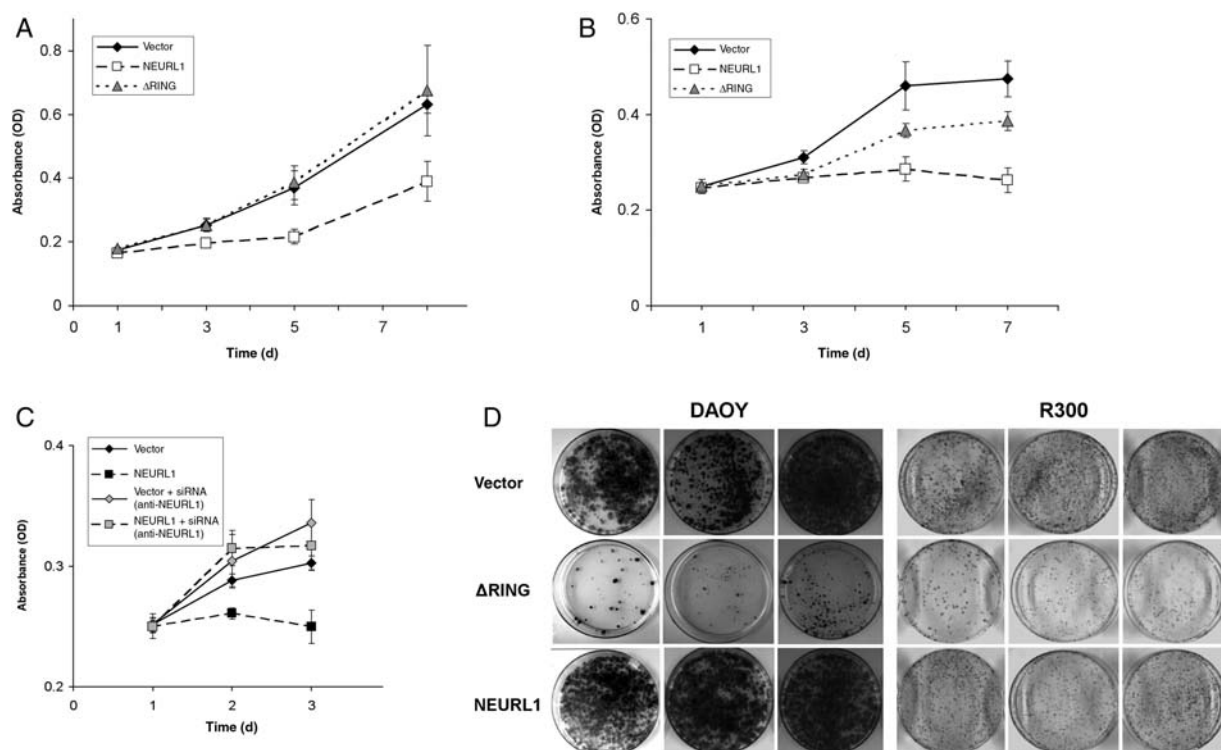 A
Vector
NEURL1
ΔRING
Absorbance (OD)
0.8
0.6
0.4
0.2
0
0 1 3 5 7
Time (d)
B
Vector
NEURL1
ΔRING
Absorbance (OD)
0.6
0.4
0.2
0
1 3 5 7
Time (d)
C
Vector
NEURL1
Vector + siRNA
(anti-NEURL1)
NEURL1 + siRNA
(anti-NEURL1)
Absorbance (OD)
0.4
0.3
0.2
0 1 2 3
Time (d)
D
DAOY R300
Vector
ΔRING
NEURL1